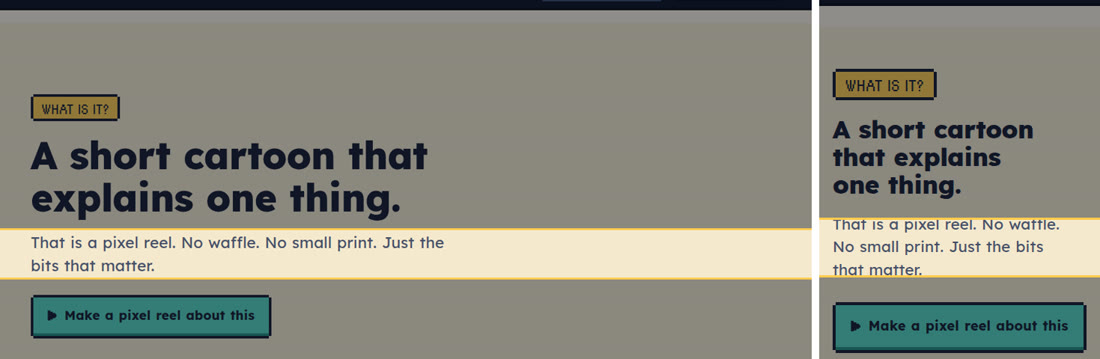 WHAT IS IT?
A short cartoon that
explains one thing.
That is a pixel reel. No waffle. No small print. Just the
bits that matter.
Make a pixel reel about this
WHAT IS IT?
A short cartoon
that explains
one thing.
That is a pixel reel. No waffle.
No small print. Just the bits
that matter.
Make a pixel reel about this